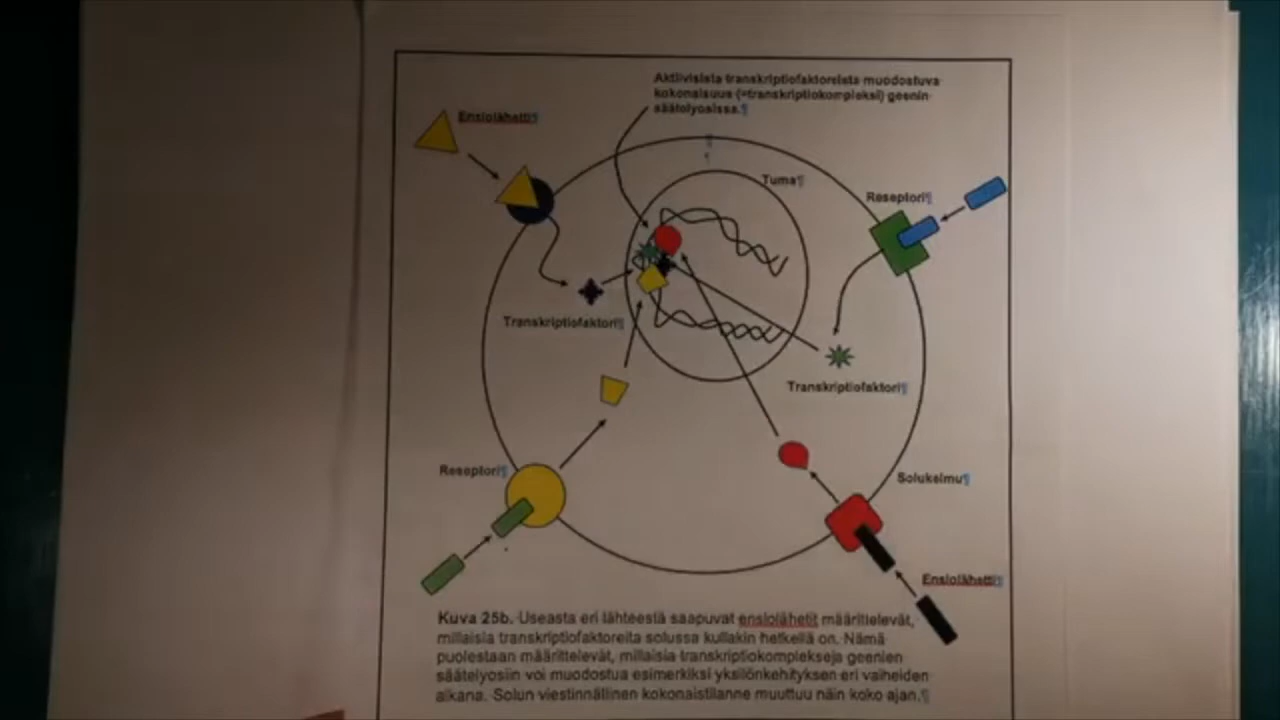 Aktiivisista transkriptiofaktoreista muodostuva
kokonaisuus (=transkriptiokompleksi) geenin
säätelyosissa.¶
Ensiolähetti¶
¶
¶
Tuma¶
Reseptori¶
Transkriptiofaktori¶
Transkriptiofaktori¶
Reseptori¶
Solukelmu¶
Ensiolähetti¶
Kuva 25b. Useasta eri lähteestä saapuvat ensiolähetit määrittelevät,
millaisia transkriptiofaktoreita solussa kullakin hetkellä on. Nämä
puolestaan määrittelevät, millaisia transkriptiokomplekseja geenien
säätelyosiin voi muodostua esimerkiksi yksilönkehityksen eri vaiheiden
aikana. Solun viestinnällinen kokonaistilanne muuttuu näin koko ajan.¶